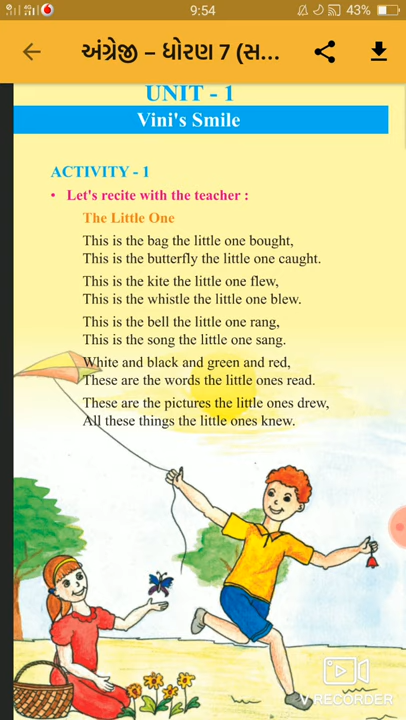 9:54
43%
અંગ્રેજી – ધોરણ 7 (સ...
UNIT - 1
Vini's Smile
ACTIVITY - 1
• Let's recite with the teacher :
The Little One
This is the bag the little one bought,
This is the butterfly the little one caught.
This is the kite the little one flew,
This is the whistle the little one blew.
This is the bell the little one rang,
This is the song the little one sang.
White and black and green and red,
These are the words the little ones read.
These are the pictures the little ones drew,
All these things the little ones knew.
V RECORDER